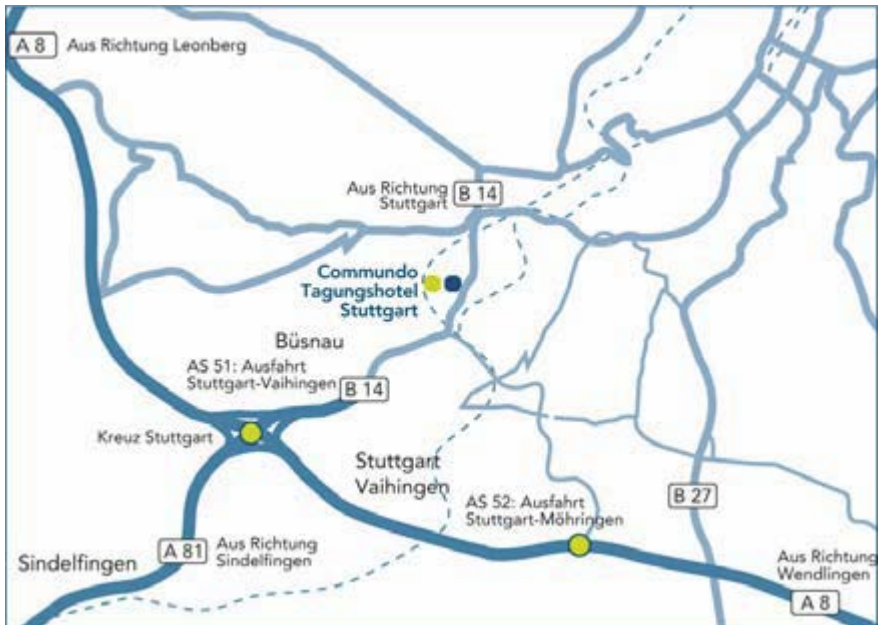 A 8
Aus Richtung Leonberg
Aus Richtung
Stuttgart
B 14
Commundo
Tagungshotel
Stuttgart
Büsnau
AS 51: Ausfahrt
Stuttgart-Vaihingen
B 14
Kreuz Stuttgart
Stuttgart
Vaihingen
AS 52: Ausfahrt
Stuttgart-Möhringen
B 27
Sindelfingen
A 81
Aus Richtung
Sindelfingen
Aus Richtung
Wendlingen
A 8